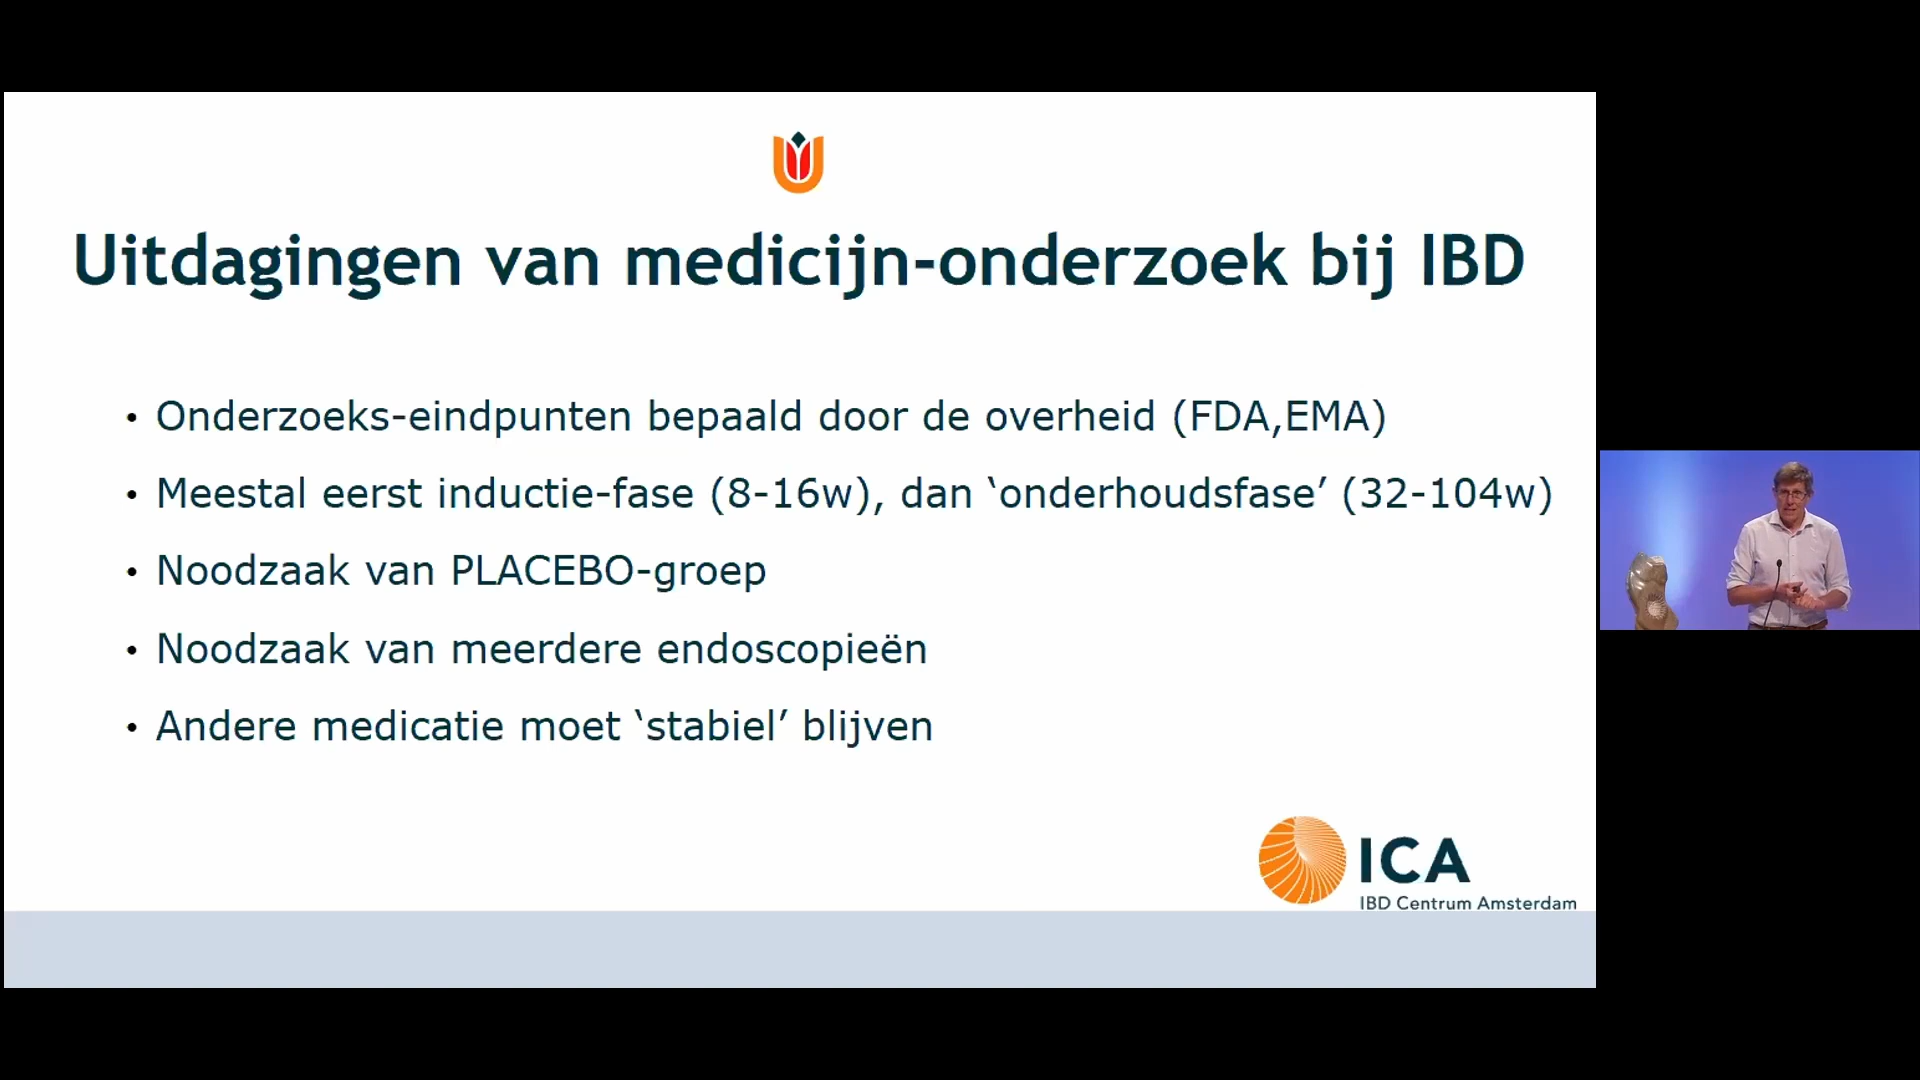 Uitdagingen van medicijn-onderzoek bij IBD
• Onderzoeks-eindpunten bepaald door de overheid (FDA,EMA)
• Meestal eerst inductie-fase (8-16w), dan ‘onderhoudsfase’ (32-104w)
• Noodzaak van PLACEBO-groep
• Noodzaak van meerdere endoscopieën
• Andere medicatie moet ‘stabiel’ blijven
ICA
IBD Centrum Amsterdam